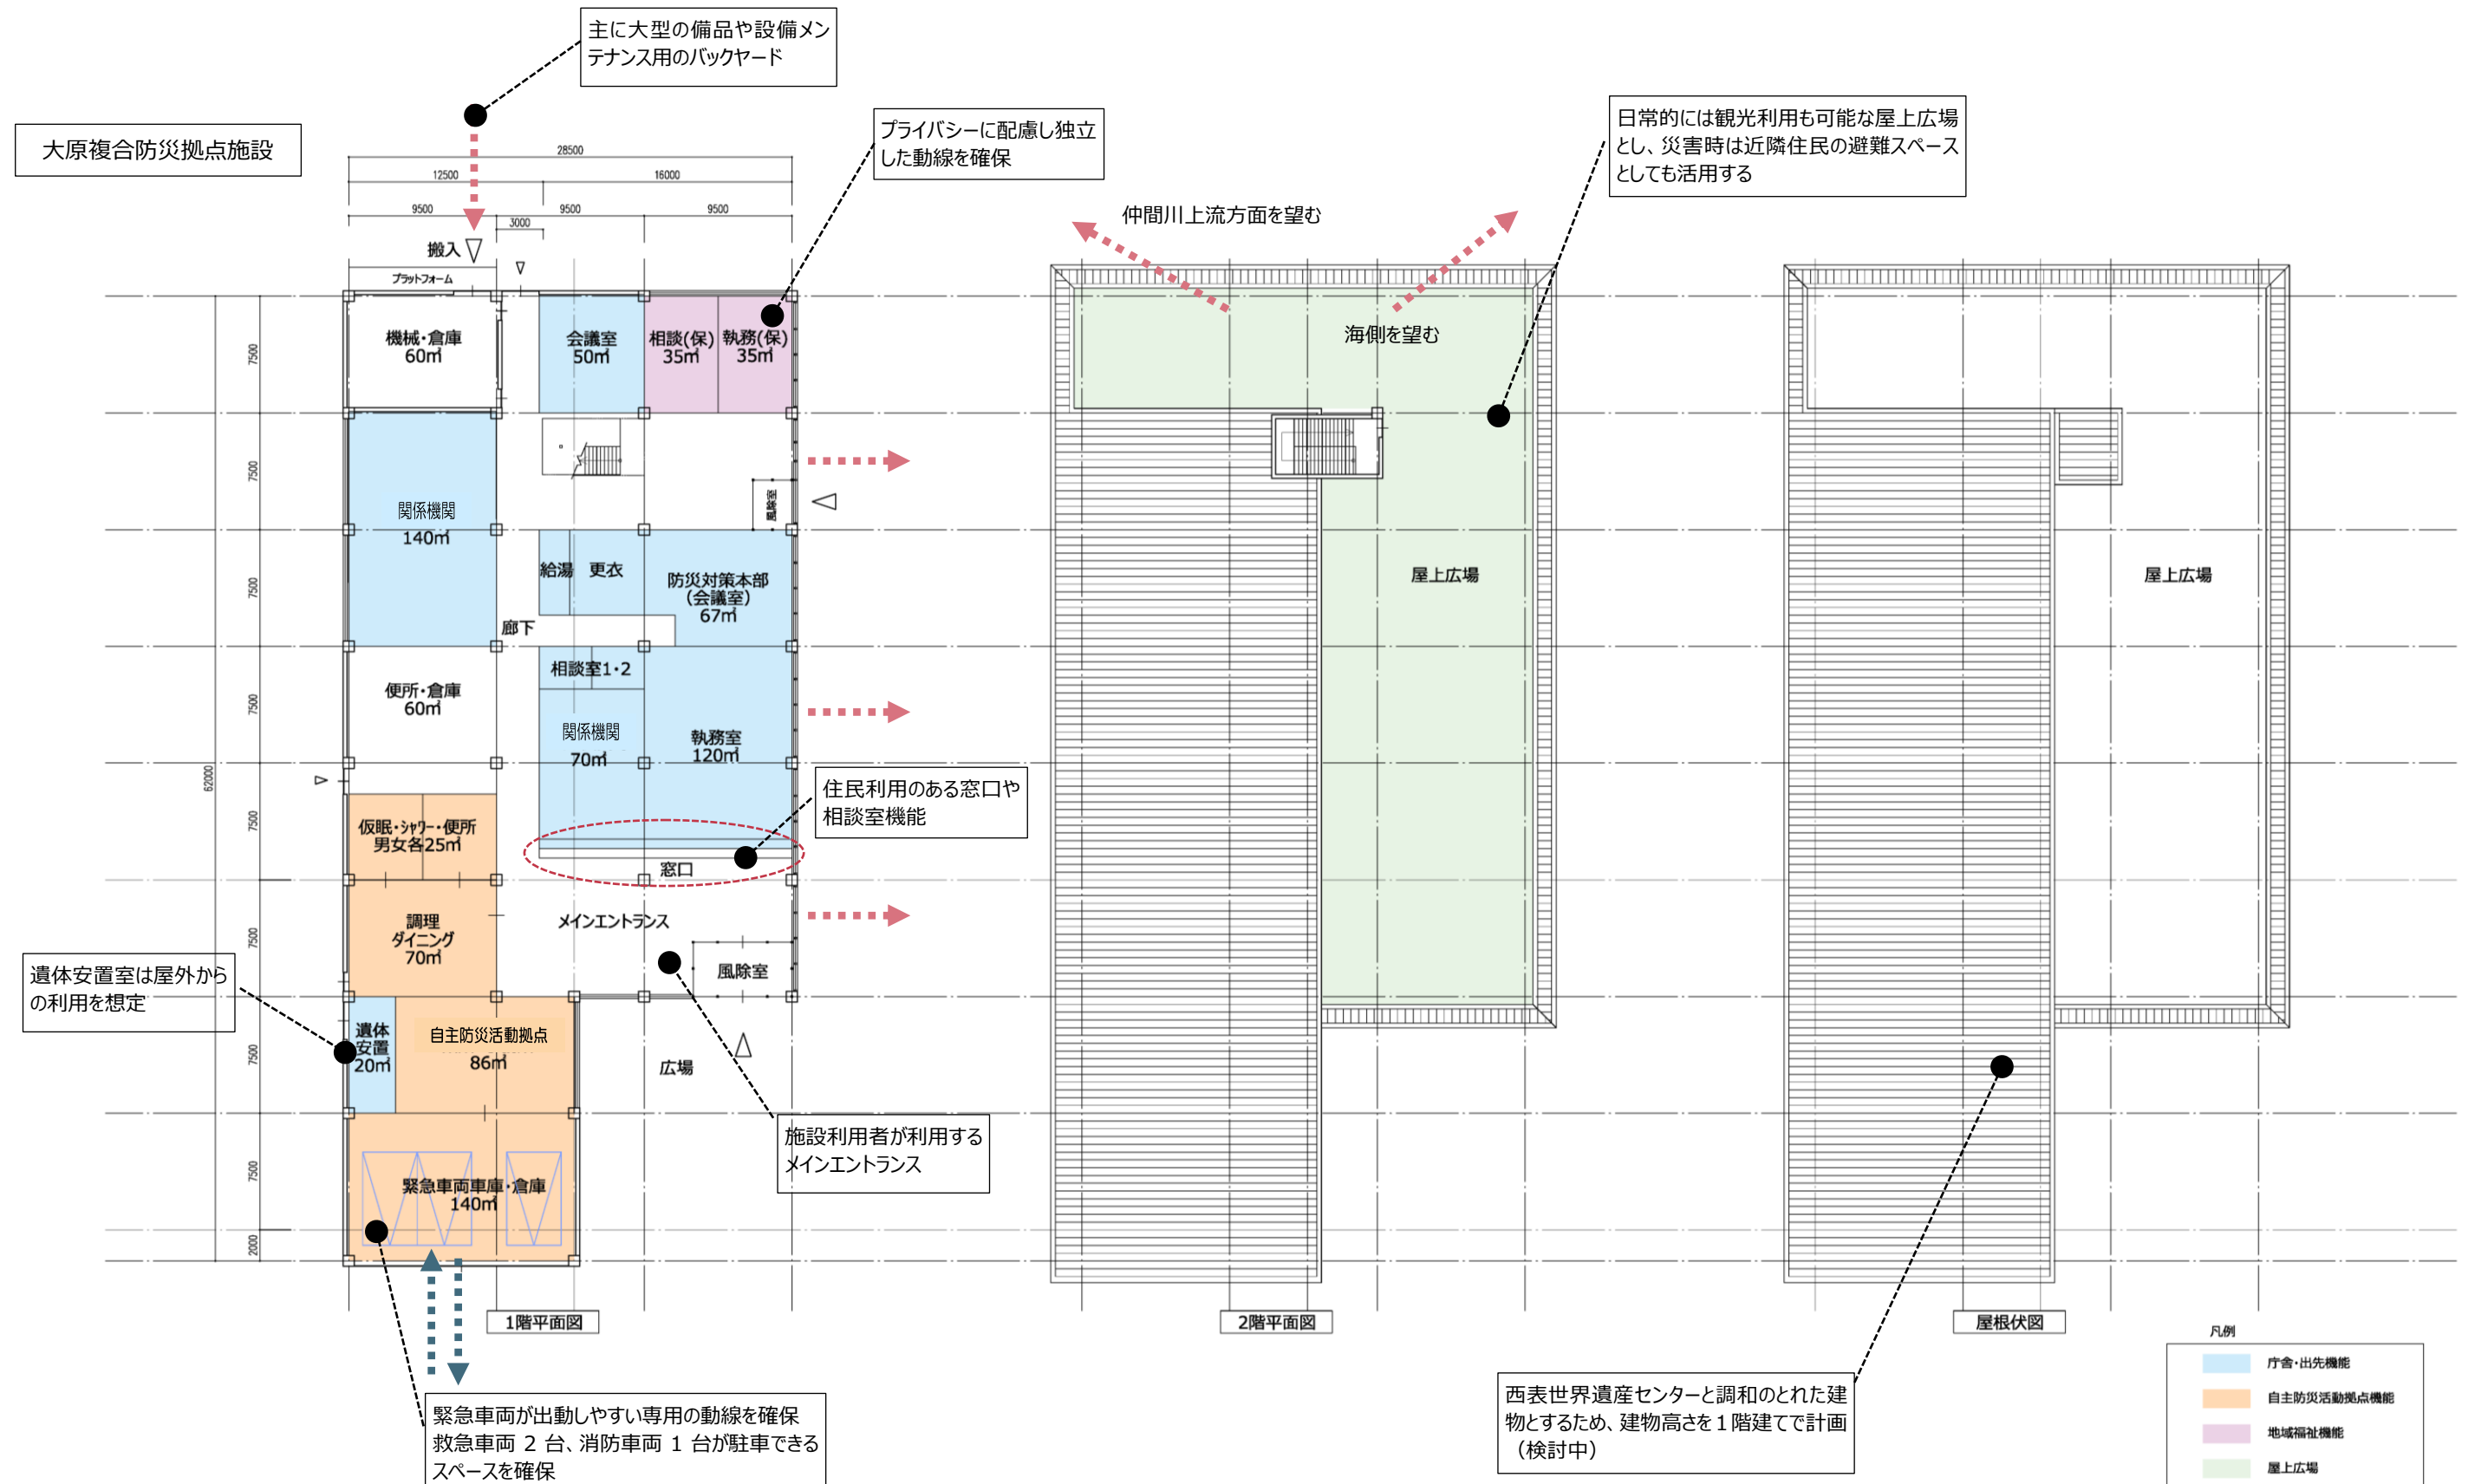 大原複合防災拠点施設
主に大型の備品や設備メン
テナンス用のバックヤード
プライバシーに配慮し独立
した動線を確保
日常的には観光利用も可能な屋上広場
とし、災害時は近隣住民の避難スペース
としても活用する
28500
12500
16000
9500
9500
9500
3000
搬入
プラットフォーム
7500
7500
7500
7500
7500
7500
7500
7500
2000
62000
機械・倉庫
60㎡
会議室
50㎡
相談(保)
35㎡
執務(保)
35㎡
関係機関
140㎡
風除室
給湯
更衣
防災対策本部
(会議室)
67㎡
廊下
相談室1・2
便所・倉庫
60㎡
関係機関
70㎡
執務室
120㎡
住民利用のある窓口や
相談室機能
仮眠・シャワー・便所
男女各25㎡
窓口
調理
ダイニング
70㎡
メインエントランス
風除室
遺体安置室は屋外から
の利用を想定
遺体
安置
20㎡
自主防災活動拠点
86㎡
広場
施設利用者が利用する
メインエントランス
緊急車両車庫・倉庫
140㎡
1階平面図
緊急車両が出動しやすい専用の動線を確保
救急車両 2 台、消防車両 1 台が駐車できる
スペースを確保
仲間川上流方面を望む
海側を望む
屋上広場
2階平面図
屋上広場
屋根伏図
西表世界遺産センターと調和のとれた建
物とするため、建物高さを1階建てで計画
(検討中)
凡例
庁舎・出先機能
自主防災活動拠点機能
地域福祉機能
屋上広場